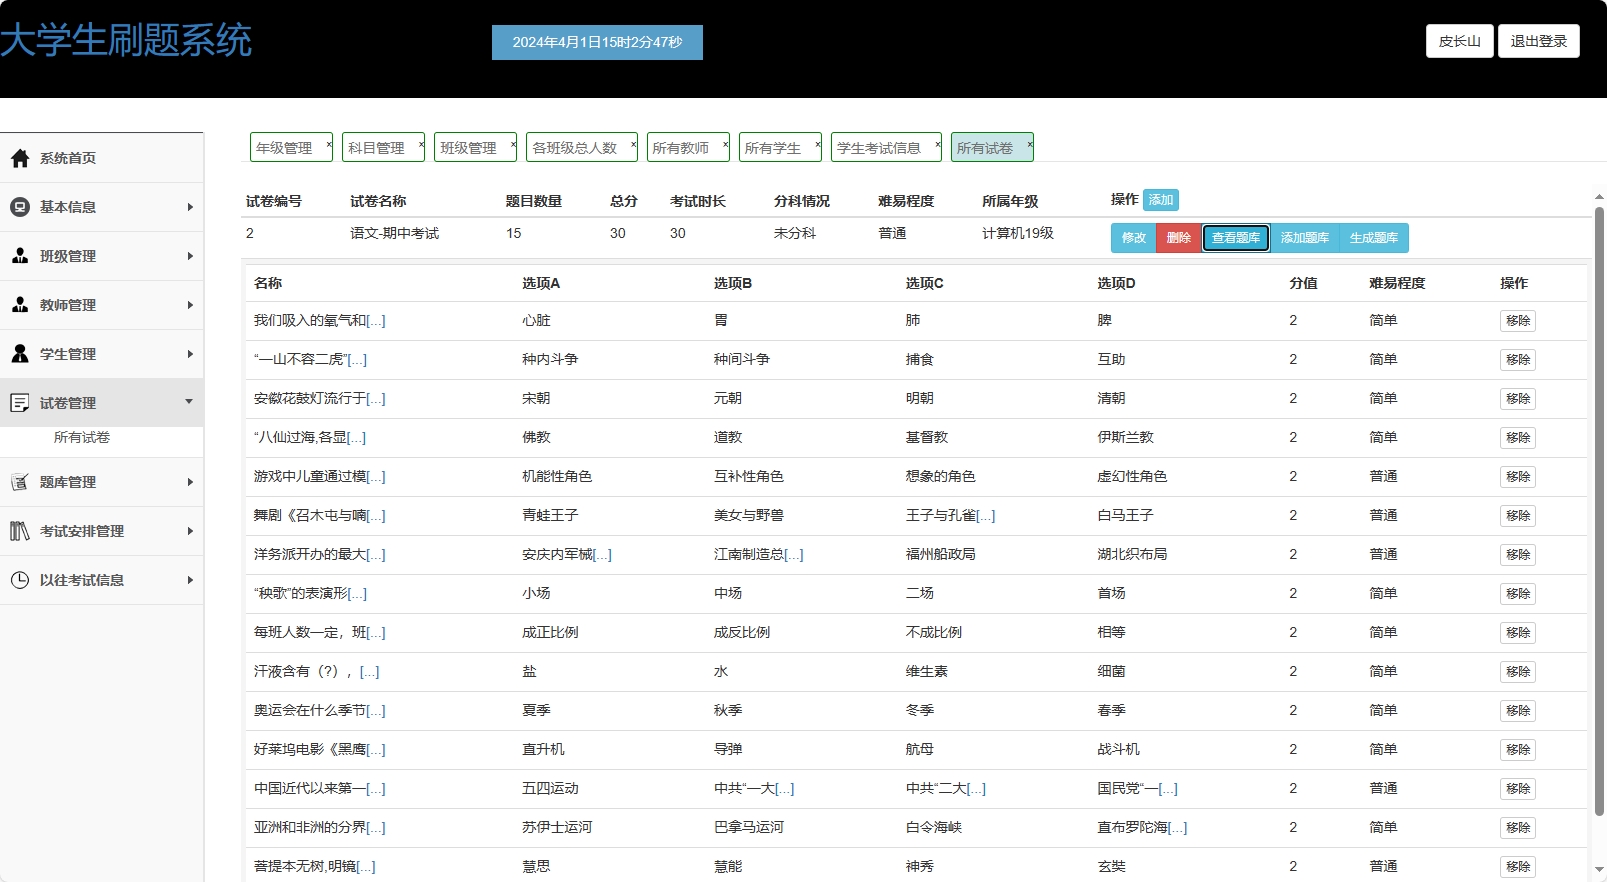 大学生刷题系统
2024年4月1日15时2分47秒
皮长山 退出登录
系统首页
基本信息
班级管理
教师管理
学生管理
试卷管理
所有试卷
题库管理
考试安排管理
以往考试信息
年级管理 × 科目管理 × 班级管理 × 各班级总人数 × 所有教师 × 所有学生 × 学生考试信息 × 所有试卷 ×
试卷编号 试卷名称 题目数量 总分 考试时长 分科情况 难易程度 所属年级 操作 添加
2 语文-期中考试 15 30 30 未分科 普通 计算机19级 修改 删除 查看题库 添加题库 生成题库
名称 选项A 选项B 选项C 选项D 分值 难易程度 操作
我们吸入的氧气和[...] 心脏 胃 肺 脾 2 简单 移除
“一山不容二虎”[...] 种内斗争 种间斗争 捕食 互助 2 简单 移除
安徽花鼓灯流行于[...] 宋朝 元朝 明朝 清朝 2 简单 移除
“八仙过海,各显[...] 佛教 道教 基督教 伊斯兰教 2 简单 移除
游戏中儿童通过模[...] 机能性角色 互补性角色 想象的角色 虚幻性角色 2 普通 移除
舞剧《召木屯与喃[...] 青蛙王子 美女与野兽 王子与孔雀[...] 白马王子 2 普通 移除
洋务派开办的最大[...] 安庆内军械[...] 江南制造总[...] 福州船政局 湖北织布局 2 普通 移除
“秧歌”的表演形[...] 小场 中场 二场 首场 2 简单 移除
每班人数一定，班[...] 成正比例 成反比例 不成比例 相等 2 简单 移除
汗液含有（?），[...] 盐 水 维生素 细菌 2 简单 移除
奥运会在什么季节[...] 夏季 秋季 冬季 春季 2 简单 移除
好莱坞电影《黑鹰[...] 直升机 导弹 航母 战斗机 2 简单 移除
中国近代以来第一[...] 五四运动 中共“一大[...] 中共“二大[...] 国民党“一[...] 2 普通 移除
亚洲和非洲的分界[...] 苏伊士运河 巴拿马运河 白令海峡 直布罗陀海[...] 2 简单 移除
菩提本无树,明镜[...] 慧思 慧能 神秀 玄奘 2 普通 移除